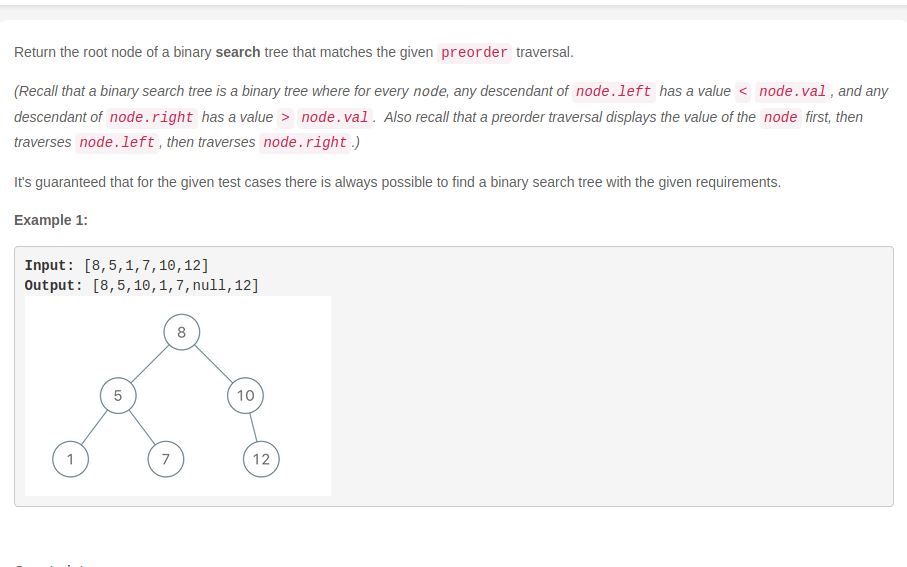 Return the root node of a binary search tree that matches the given preorder traversal.
(Recall that a binary search tree is a binary tree where for every node, any descendant of node.left has a value < node.val, and any
descendant of node.right has a value > node.val.  Also recall that a preorder traversal displays the value of the node first, then
traverses node.left, then traverses node.right.)
It's guaranteed that for the given test cases there is always possible to find a binary search tree with the given requirements.
Example 1:
Input: [8,5,1,7,10,12]
Output: [8,5,10,1,7,null,12]
8
5 10
1 7 12